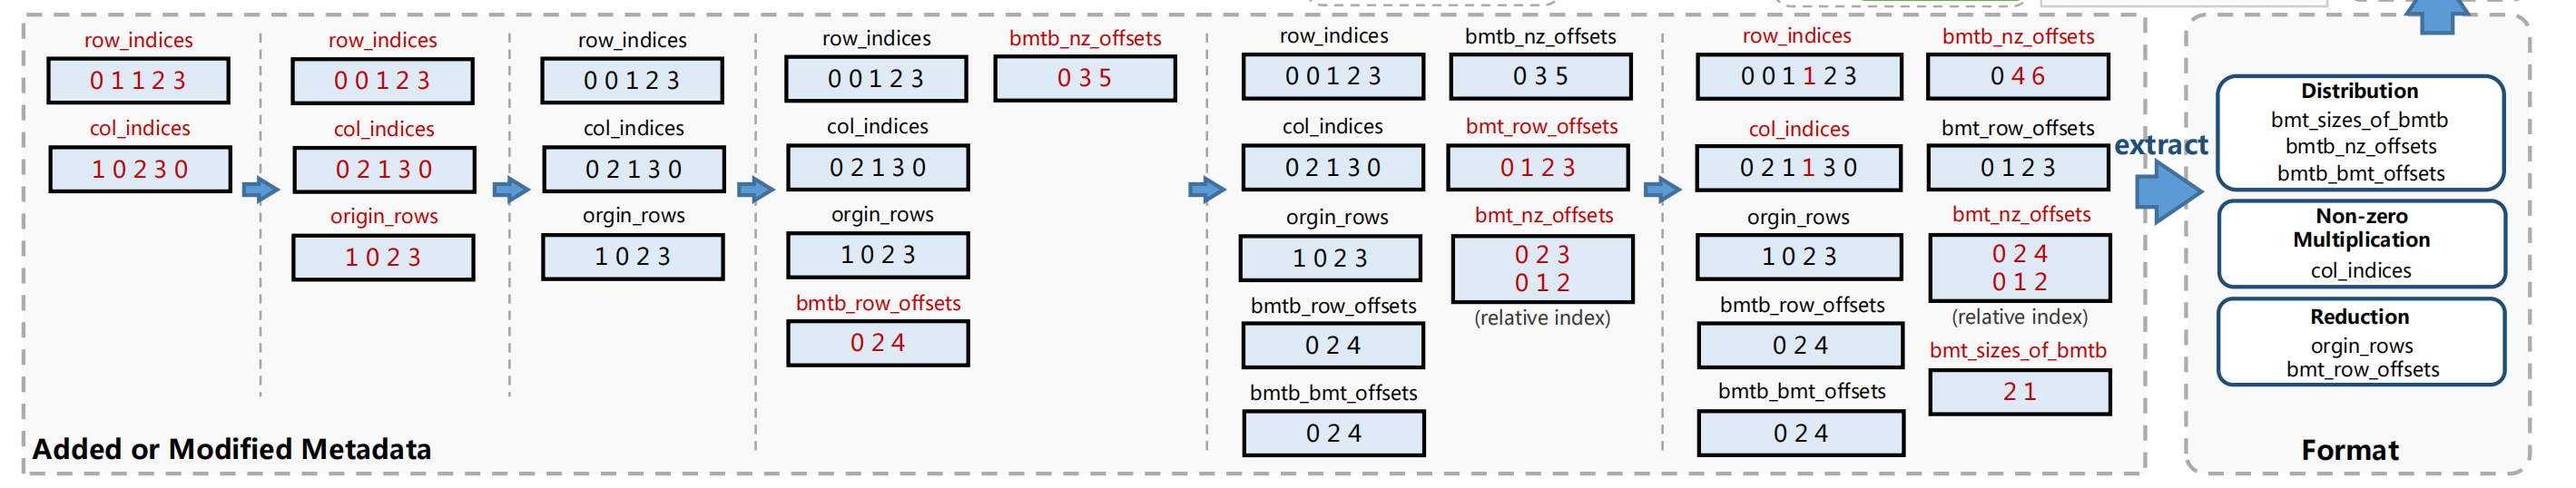 row_indices
0 1 1 2 3
col_indices
1 0 2 3 0
row_indices
0 0 1 2 3
col_indices
0 2 1 3 0
origin_rows
1 0 2 3
row_indices
0 0 1 2 3
col_indices
0 2 1 3 0
orgin_rows
1 0 2 3
row_indices
0 0 1 2 3
col_indices
0 2 1 3 0
orgin_rows
1 0 2 3
bmtb_row_offsets
0 2 4
bmtb_nz_offsets
0 3 5
row_indices
0 0 1 2 3
col_indices
0 2 1 3 0
orgin_rows
1 0 2 3
bmtb_row_offsets
0 2 4
bmtb_bmt_offsets
0 2 4
bmtb_nz_offsets
0 3 5
bmt_row_offsets
0 1 2 3
bmt_nz_offsets
0 2 3
0 1 2
(relative index)
row_indices
0 0 1 1 2 3
col_indices
0 2 1 1 3 0
orgin_rows
1 0 2 3
bmtb_row_offsets
0 2 4
bmtb_bmt_offsets
0 2 4
bmtb_nz_offsets
0 4 6
bmt_row_offsets
0 1 2 3
bmt_nz_offsets
0 2 4
0 1 2
(relative index)
bmt_sizes_of_bmtb
2 1
Added or Modified Metadata
extract
Distribution
bmt_sizes_of_bmtb
bmtb_nz_offsets
bmtb_bmt_offsets
Non-zero
Multiplication
col_indices
Reduction
orgin_rows
bmt_row_offsets
Format